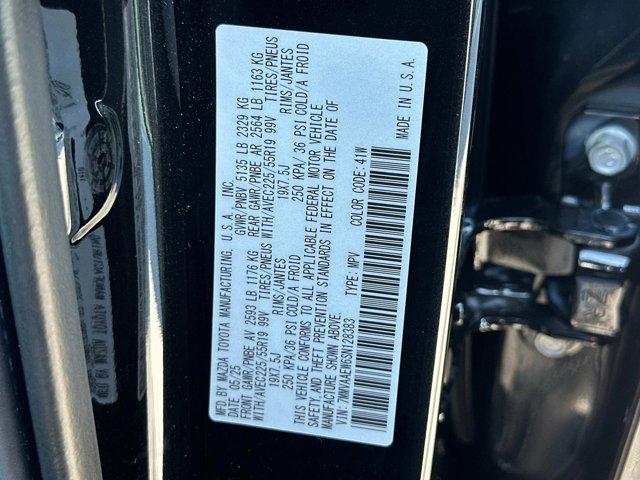 MFD. BY MAZDA TOYOTA MANUFACTURING, U.S.A., INC.
DATE 05/25 GVWR/PNBV 5135 LB 2329 KG
FRONT GAWR/PNBE AV 2593 LB 1176 KG REAR GAWR/PNBE AR 2564 LB 1163 KG
WITH/AVEC225/55R19 99V TIRES/PNEUS WITH/AVEC225/55R19 99V TIRES/PNEUS
19X7.5J RIMS/JANTES 19X7.5J RIMS/JANTES
250 KPA/ 36 PSI COLD/A FROID 250 KPA/ 36 PSI COLD/A FROID
THIS VEHICLE CONFORMS TO ALL APPLICABLE FEDERAL MOTOR VEHICLE
SAFETY, AND THEFT PREVENTION STANDARDS IN EFFECT ON THE DATE OF
MANUFACTURE SHOWN ABOVE.
VIN: 7MMVAAEW6SN128383 TYPE: MPV COLOR CODE: 41W
MADE IN U.S.A.